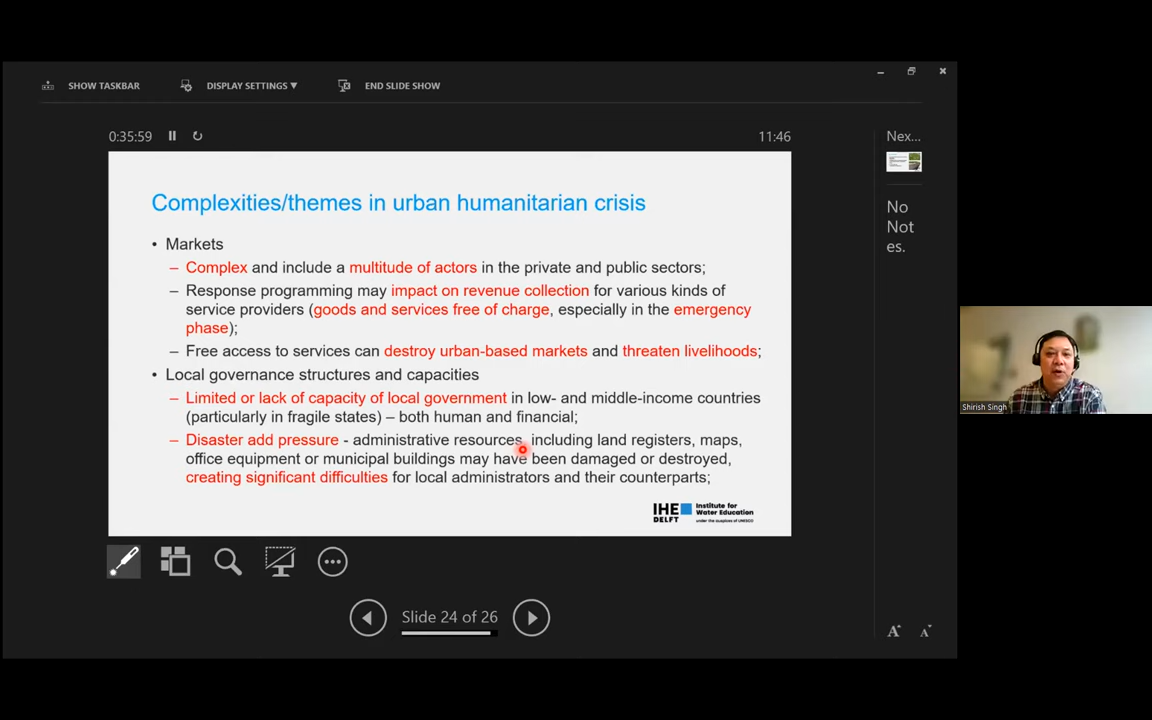 SHOW TASKBAR
DISPLAY SETTINGS ▼
END SLIDE SHOW
0:35:59
11:46
Nex...
No
Not
es.
Complexities/themes in urban humanitarian crisis
• Markets
– Complex and include a multitude of actors in the private and public sectors;
– Response programming may impact on revenue collection for various kinds of
service providers (goods and services free of charge, especially in the emergency
phase);
– Free access to services can destroy urban-based markets and threaten livelihoods;
• Local governance structures and capacities
– Limited or lack of capacity of local government in low- and middle-income countries
(particularly in fragile states) – both human and financial;
– Disaster add pressure - administrative resources, including land registers, maps,
office equipment or municipal buildings may have been damaged or destroyed,
creating significant difficulties for local administrators and their counterparts;
IHE
DELFT
Institute for
Water Education
under the auspices of UNESCO
Slide 24 of 26
A
A
Shirish Singh